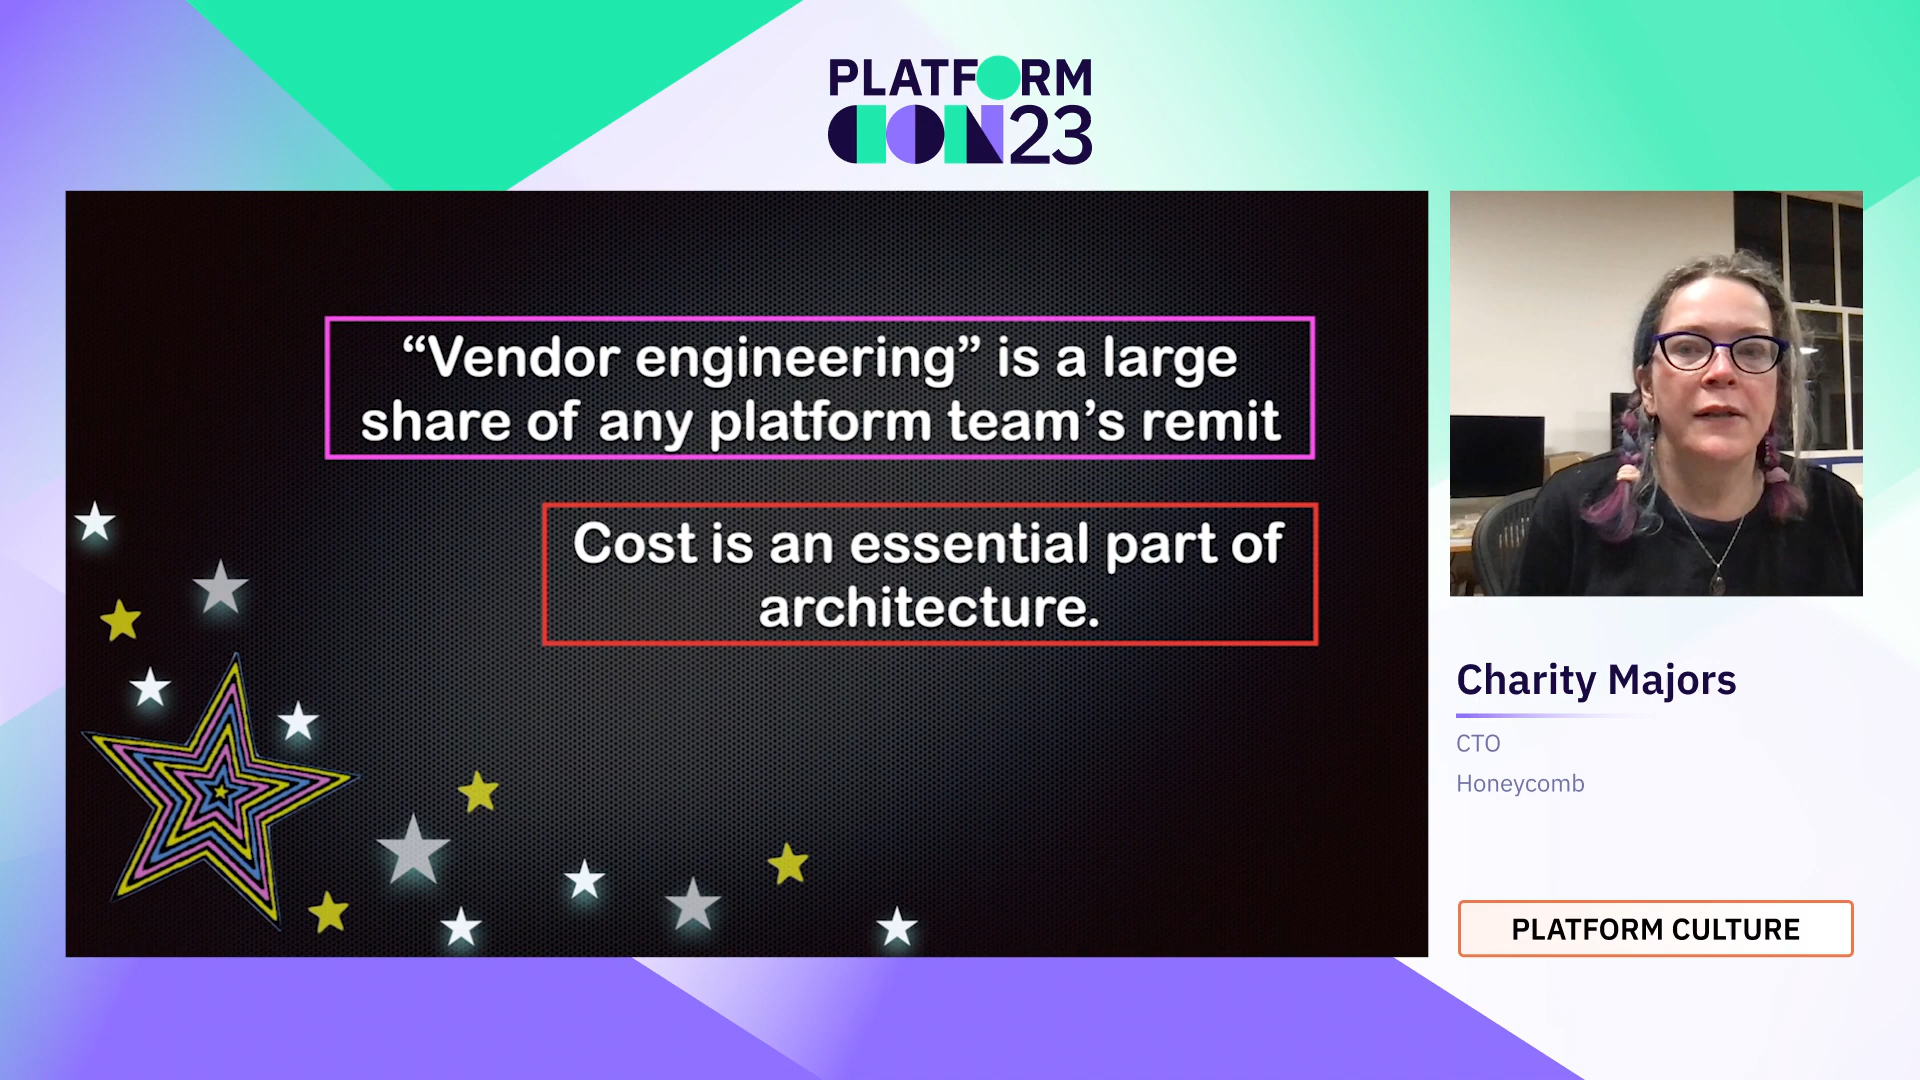 PLATFORM
CON23
“Vendor engineering” is a large
share of any platform team’s remit
Cost is an essential part of
architecture.
Charity Majors
CTO
Honeycomb
PLATFORM CULTURE